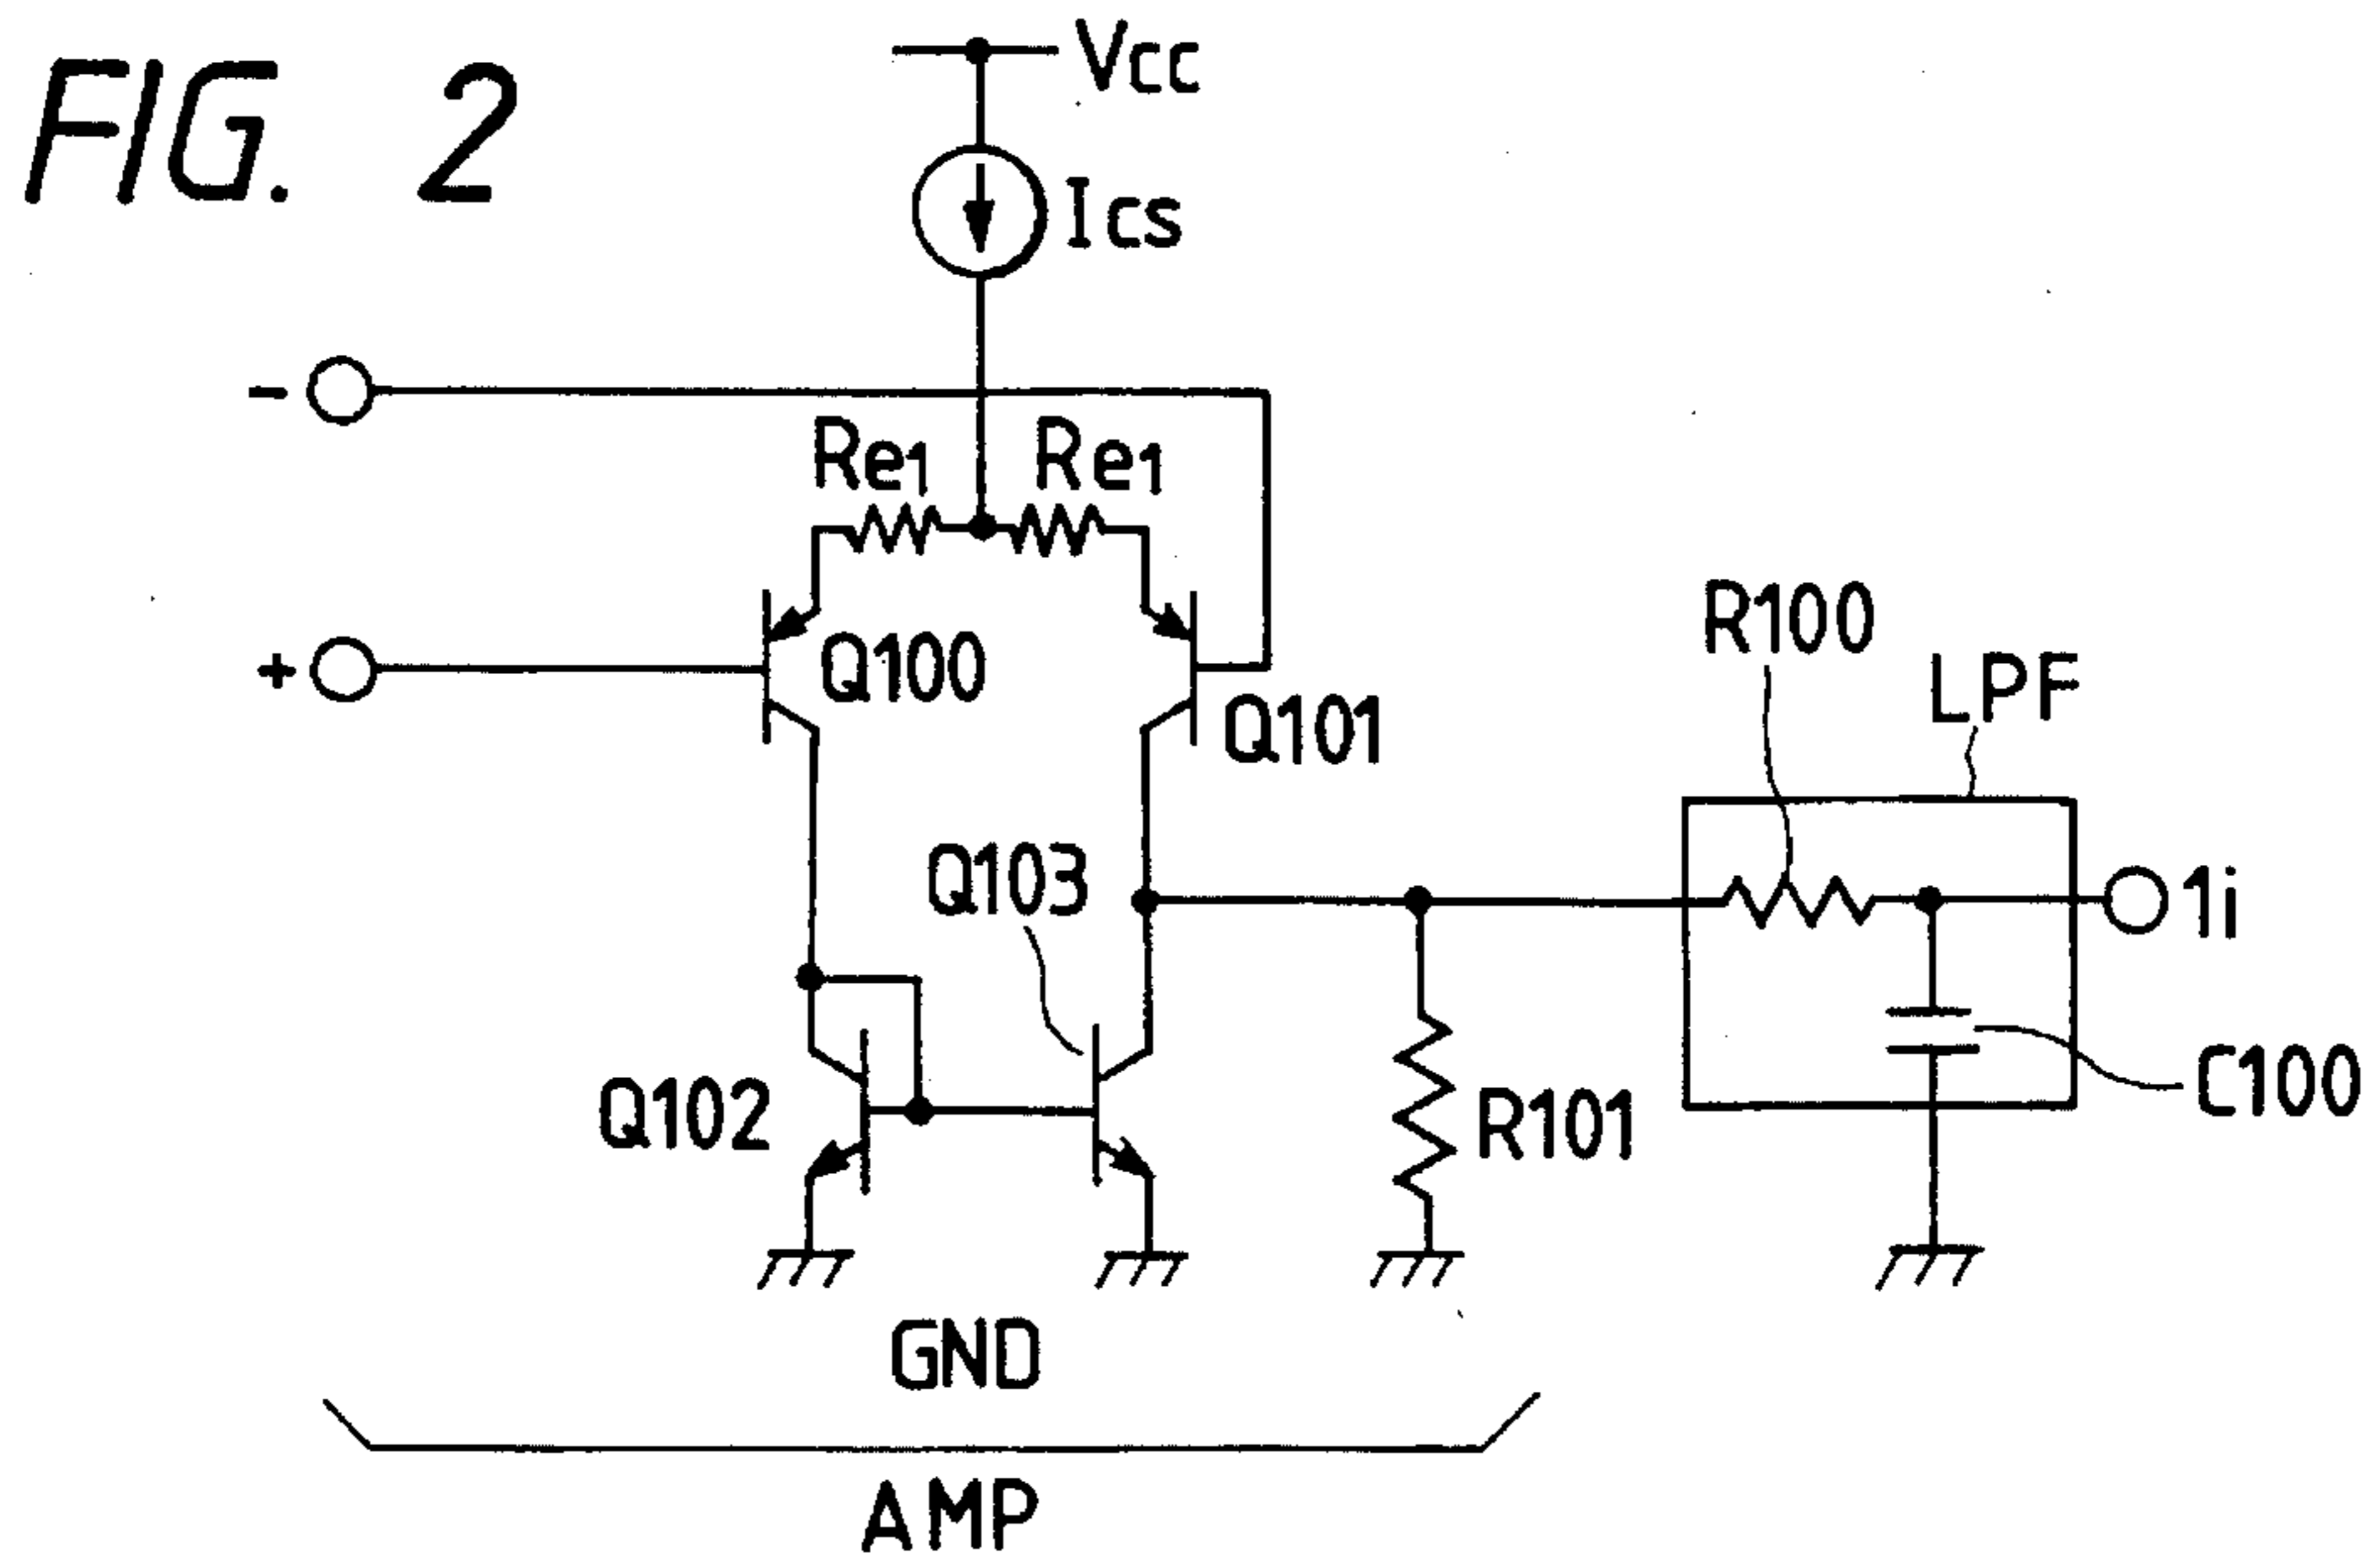 FIG. 2
Vcc
Ics
-
Re1
Re1
+
Q100
Q101
R100
LPF
Q103
1i
Q102
R101
C100
GND
AMP